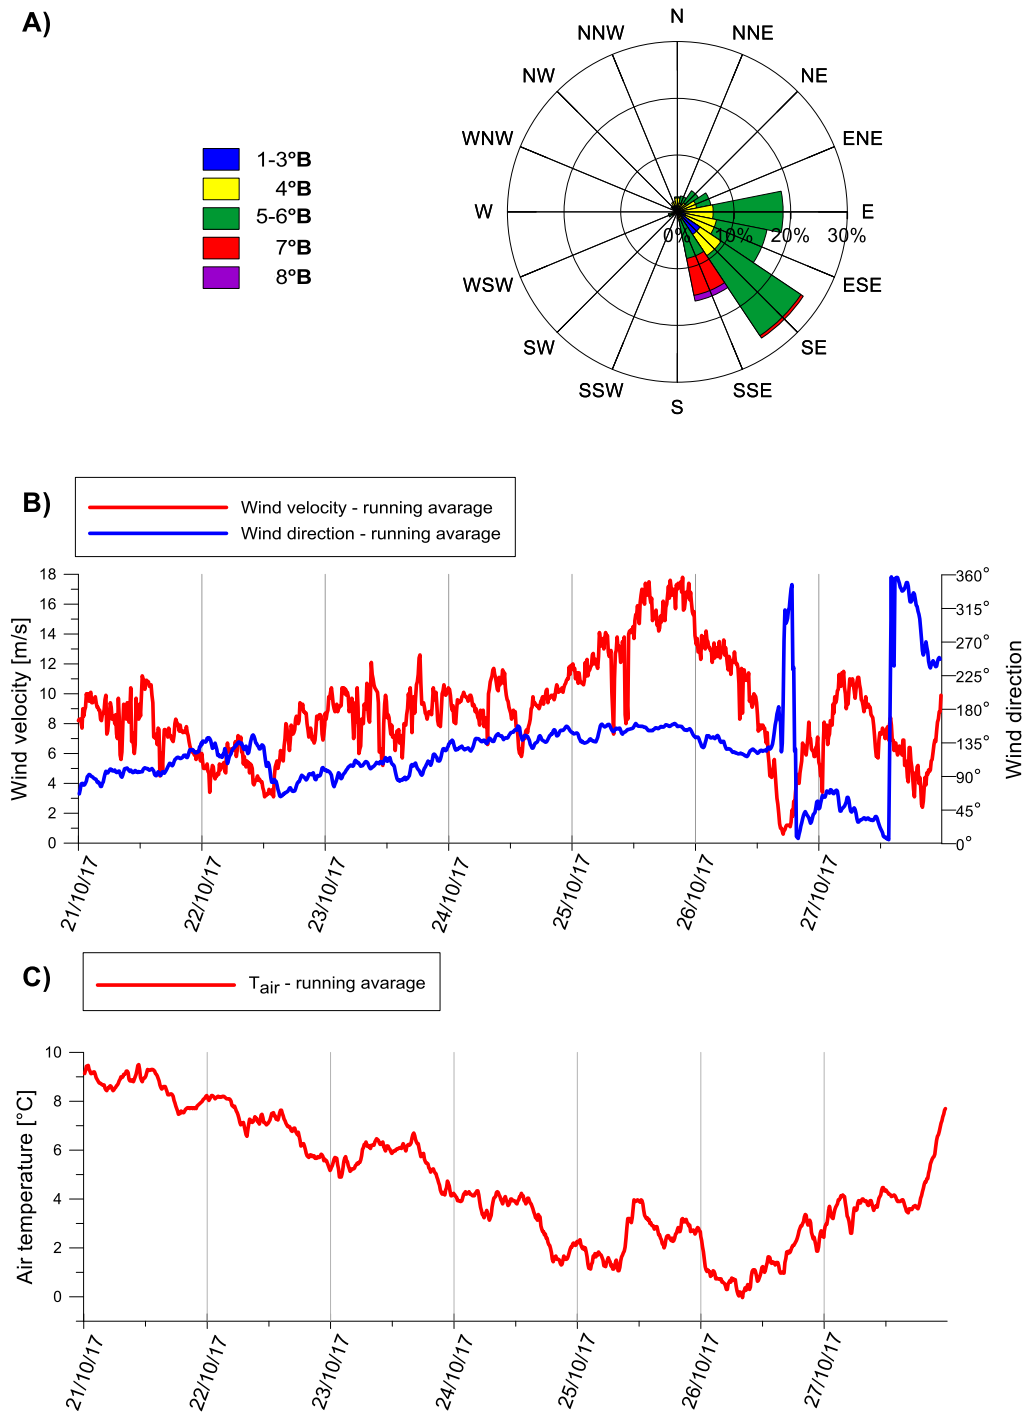 A)
N
NNW NNE
NW NE
WNW ENE
W E
WSW ESE
SW SE
SSW SSE
S
0% 10% 20% 30%
1-3°B
4°B
5-6°B
7°B
8°B
B)
Wind velocity - running avarage
Wind direction - running avarage
Wind velocity [m/s]
18
16
14
12
10
8
6
4
2
0
360°
315°
270°
225°
180°
135°
90°
45°
0°
Wind direction
21/10/17 22/10/17 23/10/17 24/10/17 25/10/17 26/10/17 27/10/17
C)
Tair - running avarage
Air temperature [°C]
10
8
6
4
2
0
21/10/17 22/10/17 23/10/17 24/10/17 25/10/17 26/10/17 27/10/17